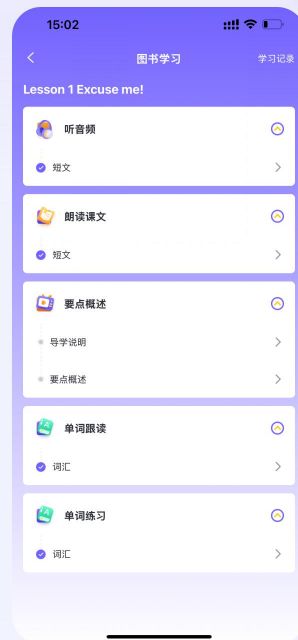 15:02
图书学习
学习记录
Lesson 1 Excuse me!
听音频
短文
朗读课文
短文
要点概述
导学说明
要点概述
单词跟读
词汇
单词练习
词汇